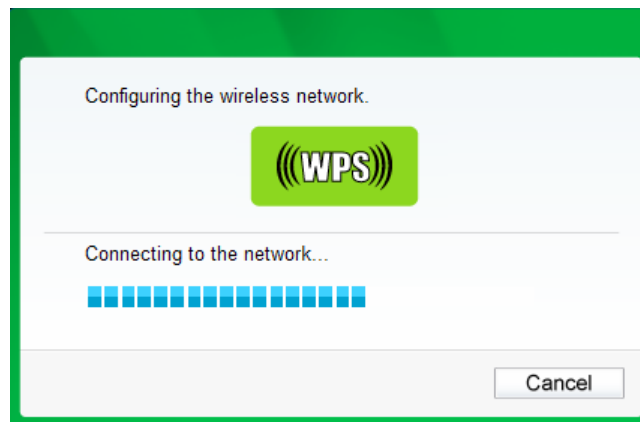 Configuring the wireless network.
(((WPS)))
Connecting to the network...
Cancel